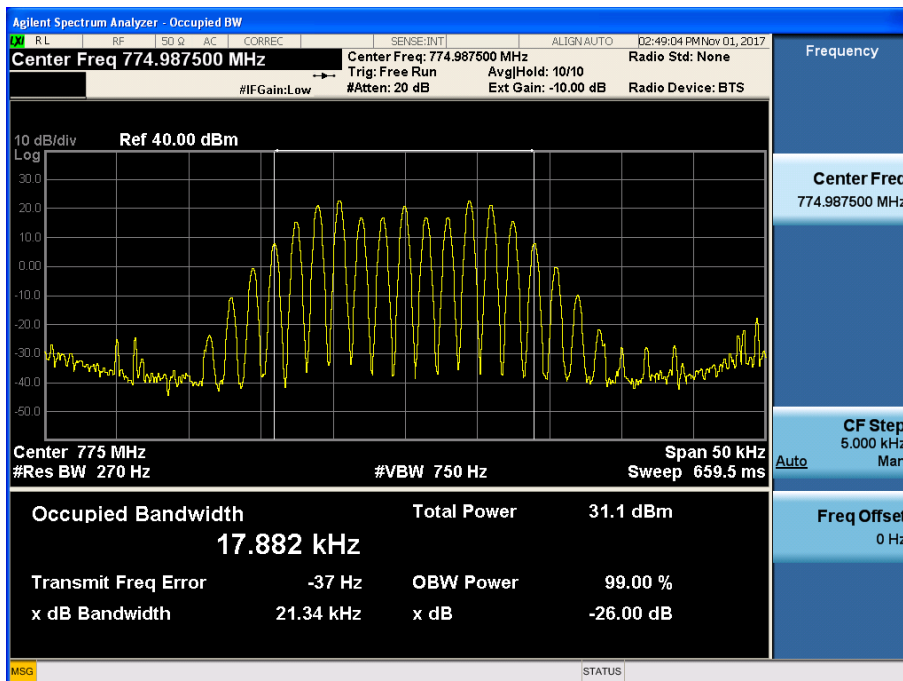 Agilent Spectrum Analyzer - Occupied BW
LXI RL RF 50 Ω AC CORREC SENSE:INT ALIGN AUTO 02:49:04 PM Nov 01, 2017
Center Freq 774.987500 MHz
Center Freq: 774.987500 MHz Radio Std: None
Trig: Free Run Avg|Hold: 10/10
#IFGain:Low #Atten: 20 dB Ext Gain: -10.00 dB Radio Device: BTS
10 dB/div Ref 40.00 dBm
Log
30.0
20.0
10.0
0.00
-10.0
-20.0
-30.0
-40.0
-50.0
Center 775 MHz Span 50 kHz
#Res BW 270 Hz #VBW 750 Hz Sweep 659.5 ms
Occupied Bandwidth Total Power 31.1 dBm
17.882 kHz
Transmit Freq Error -37 Hz OBW Power 99.00 %
x dB Bandwidth 21.34 kHz x dB -26.00 dB
MSG STATUS
Frequency
Center Freq
774.987500 MHz
CF Step
5.000 kHz
Auto Man
Freq Offset
0 Hz